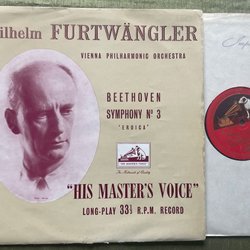 ilhelm FURTWÄNGLER
VIENNA PHILHARMONIC ORCHESTRA
BEETHOVEN
SYMPHONY Nº 3
"EROICA"
"HIS MASTER'S VOICE"
LONG-PLAY 33⅓ R.P.M. RECORD